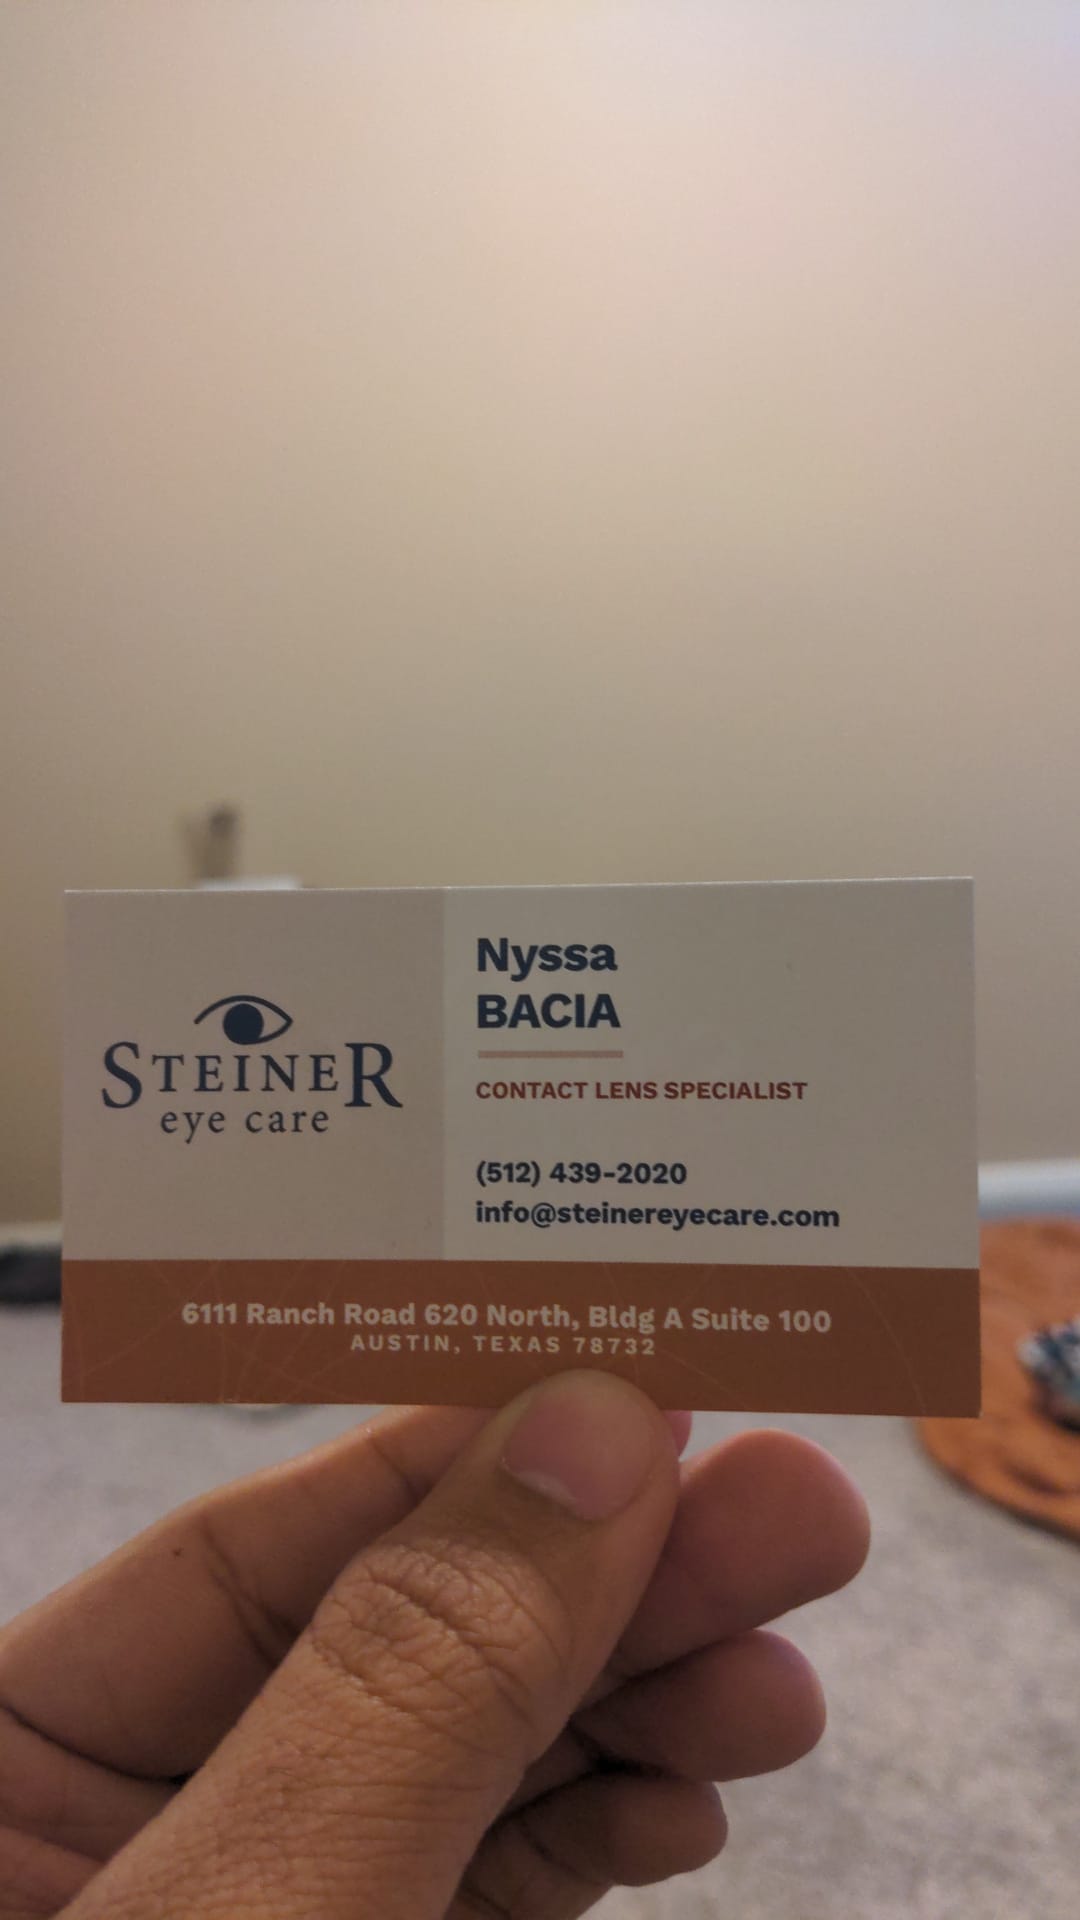 STEINER
eye care
Nyssa
BACIA
CONTACT LENS SPECIALIST
(512) 439-2020
info@steinereyecare.com
6111 Ranch Road 620 North, Bldg A Suite 100
AUSTIN, TEXAS 78732